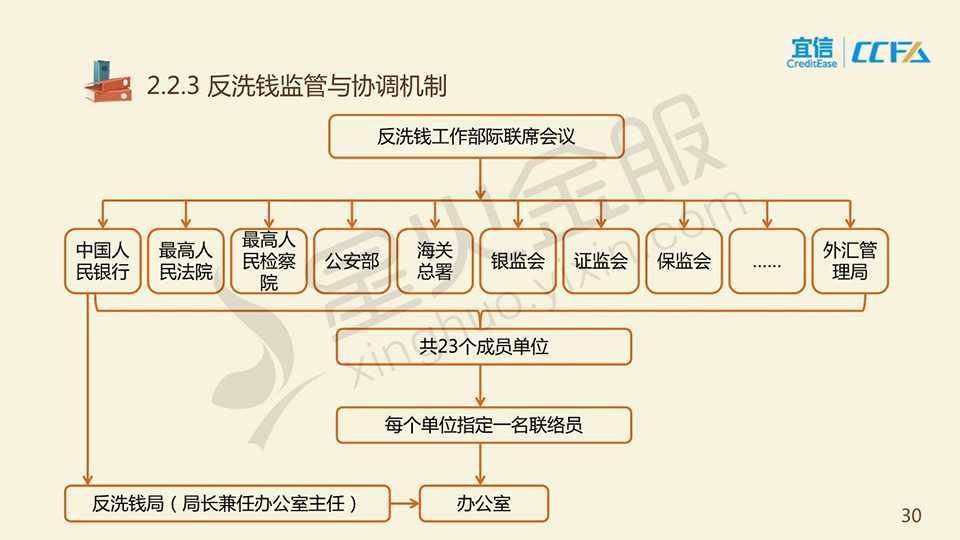 宜信
CreditEase
CCFA
2.2.3 反洗钱监管与协调机制
反洗钱工作部际联席会议
中国人
民银行
最高人
民法院
最高人
民检察
院
公安部
海关
总署
银监会
证监会
保监会
......
外汇管
理局
共23个成员单位
每个单位指定一名联络员
反洗钱局（局长兼任办公室主任）
办公室
星火金服
xinghuo.yixin.com
30